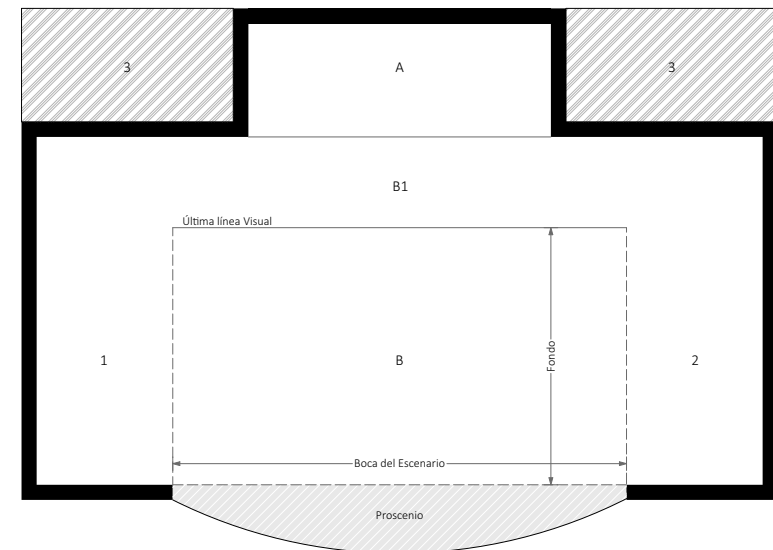 3
A
3
B1
Última línea Visual
1
B
Fondo
2
Boca del Escenario
Proscenio